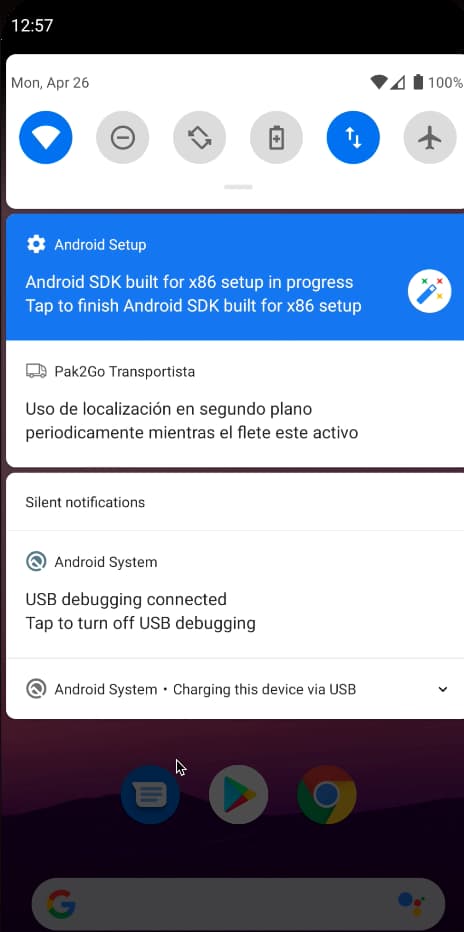 12:57
Mon, Apr 26
100%
Android Setup
Android SDK built for x86 setup in progress
Tap to finish Android SDK built for x86 setup
Pak2Go Transportista
Uso de localización en segundo plano
periodicamente mientras el flete este activo
Silent notifications
Android System
USB debugging connected
Tap to turn off USB debugging
Android System • Charging this device via USB